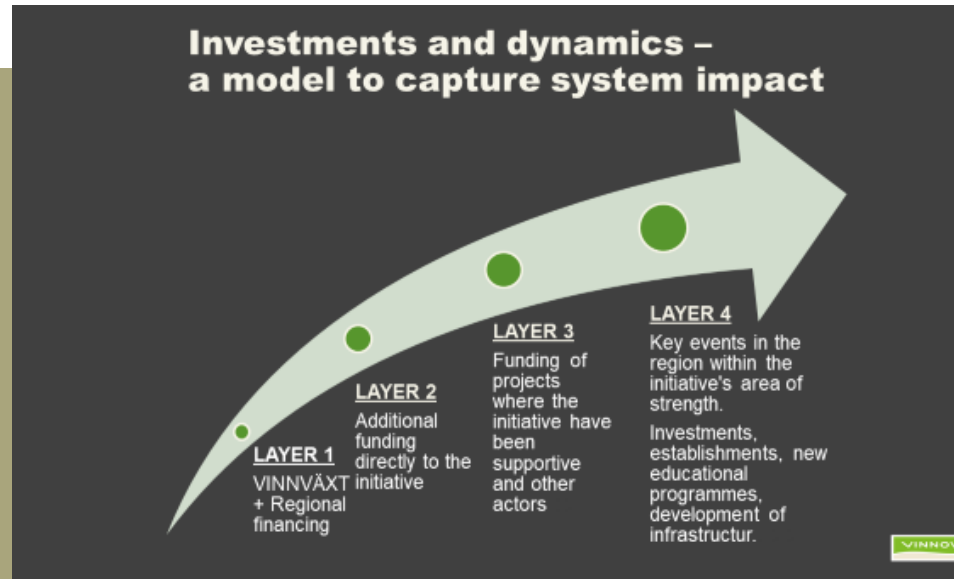 Investments and dynamics –
a model to capture system impact
LAYER 1
VINNVÄXT
+ Regional
financing
LAYER 2
Additional
funding
directly to the
initiative
LAYER 3
Funding of
projects
where the
initiative have
been
supportive
and other
actors
LAYER 4
Key events in the
region within the
initiative's area of
strength.
Investments,
establishments, new
educational
programmes,
development of
infrastructur.